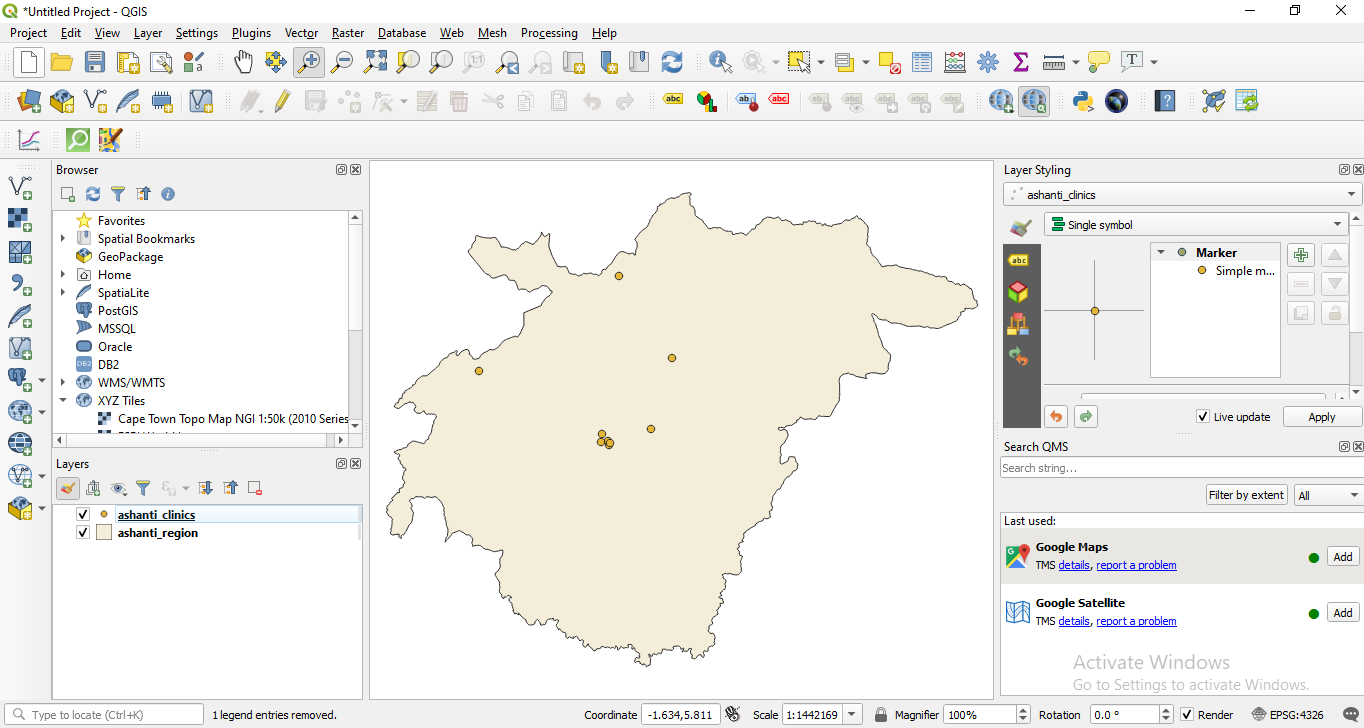 *Untitled Project - QGIS
Project Edit View Layer Settings Plugins Vector Raster Database Web Mesh Processing Help
Browser
Favorites
Spatial Bookmarks
GeoPackage
Home
SpatiaLite
PostGIS
MSSQL
Oracle
DB2
WMS/WMTS
XYZ Tiles
Cape Town Topo Map NGI 1:50k (2010 Series
Layers
ashanti_clinics
ashanti_region
Layer Styling
ashanti_clinics
Single symbol
Marker
Simple m...
Live update
Apply
Search QMS
Search string...
Filter by extent
All
Last used:
Google Maps
TMS details, report a problem
Add
Google Satellite
TMS details, report a problem
Add
Activate Windows
Go to Settings to activate Windows.
Type to locate (Ctrl+K)
1 legend entries removed.
Coordinate -1.634,5.811
Scale 1:1442169
Magnifier 100%
Rotation 0.0 °
Render
EPSG:4326